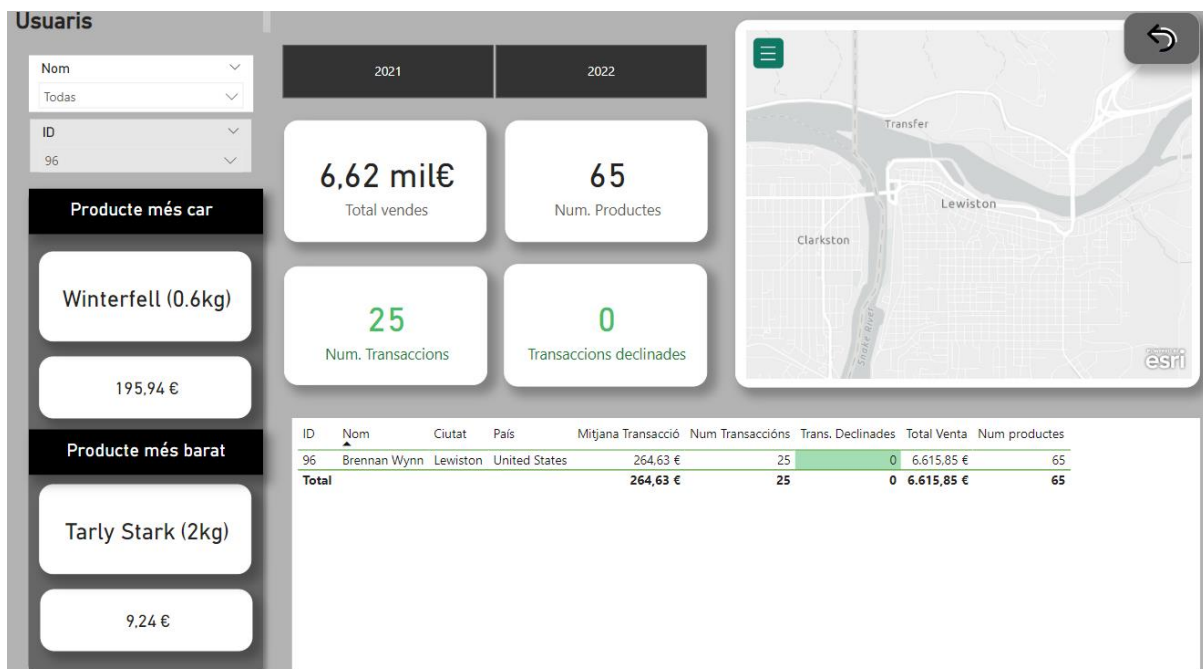 Usuaris
Nom
Todas
ID
96
Producte més car
Winterfell (0.6kg)
195,94 €
Producte més barat
Tarly Stark (2kg)
9,24 €
2021 2022
6,62 mil€ 65
Total vendes Num. Productes
25 0
Num. Transaccions Transaccions declinades
Transfer
Lewiston
Clarkston
Snake River
esri
ID Nom Ciutat País Mitjana Transacció Num Transaccións Trans. Declinades Total Venta Num productes
96 Brennan Wynn Lewiston United States 264,63 € 25 0 6.615,85 € 65
Total 264,63 € 25 0 6.615,85 € 65